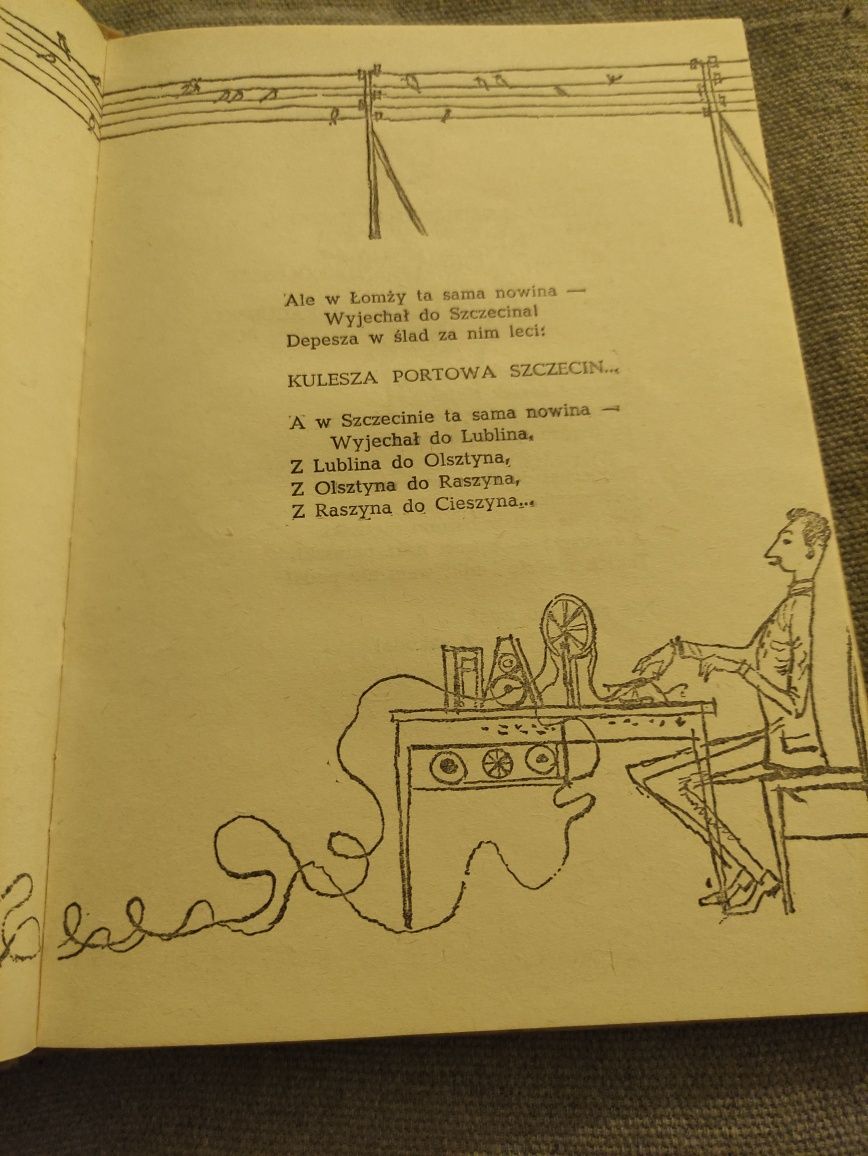 Ale w Łomży ta sama nowina —
Wyjechał do Szczecina!
Depesza w ślad za nim leci:
KULESZA PORTOWA SZCZECIN...
A w Szczecinie ta sama nowina —
Wyjechał do Lublina,
Z Lublina do Olsztyna,
Z Olsztyna do Raszyna,
Z Raszyna do Cieszyna...